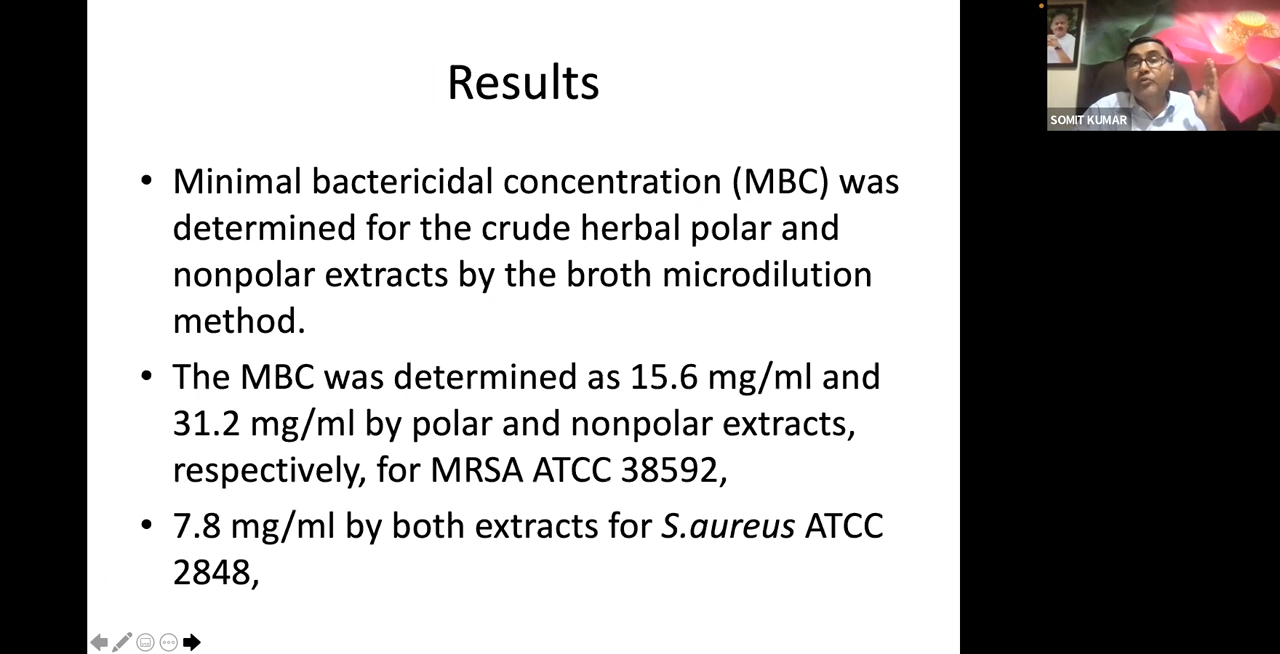 Results
• Minimal bactericidal concentration (MBC) was
determined for the crude herbal polar and
nonpolar extracts by the broth microdilution
method.
• The MBC was determined as 15.6 mg/ml and
31.2 mg/ml by polar and nonpolar extracts,
respectively, for MRSA ATCC 38592,
• 7.8 mg/ml by both extracts for S.aureus ATCC
2848,
SOMIT KUMAR